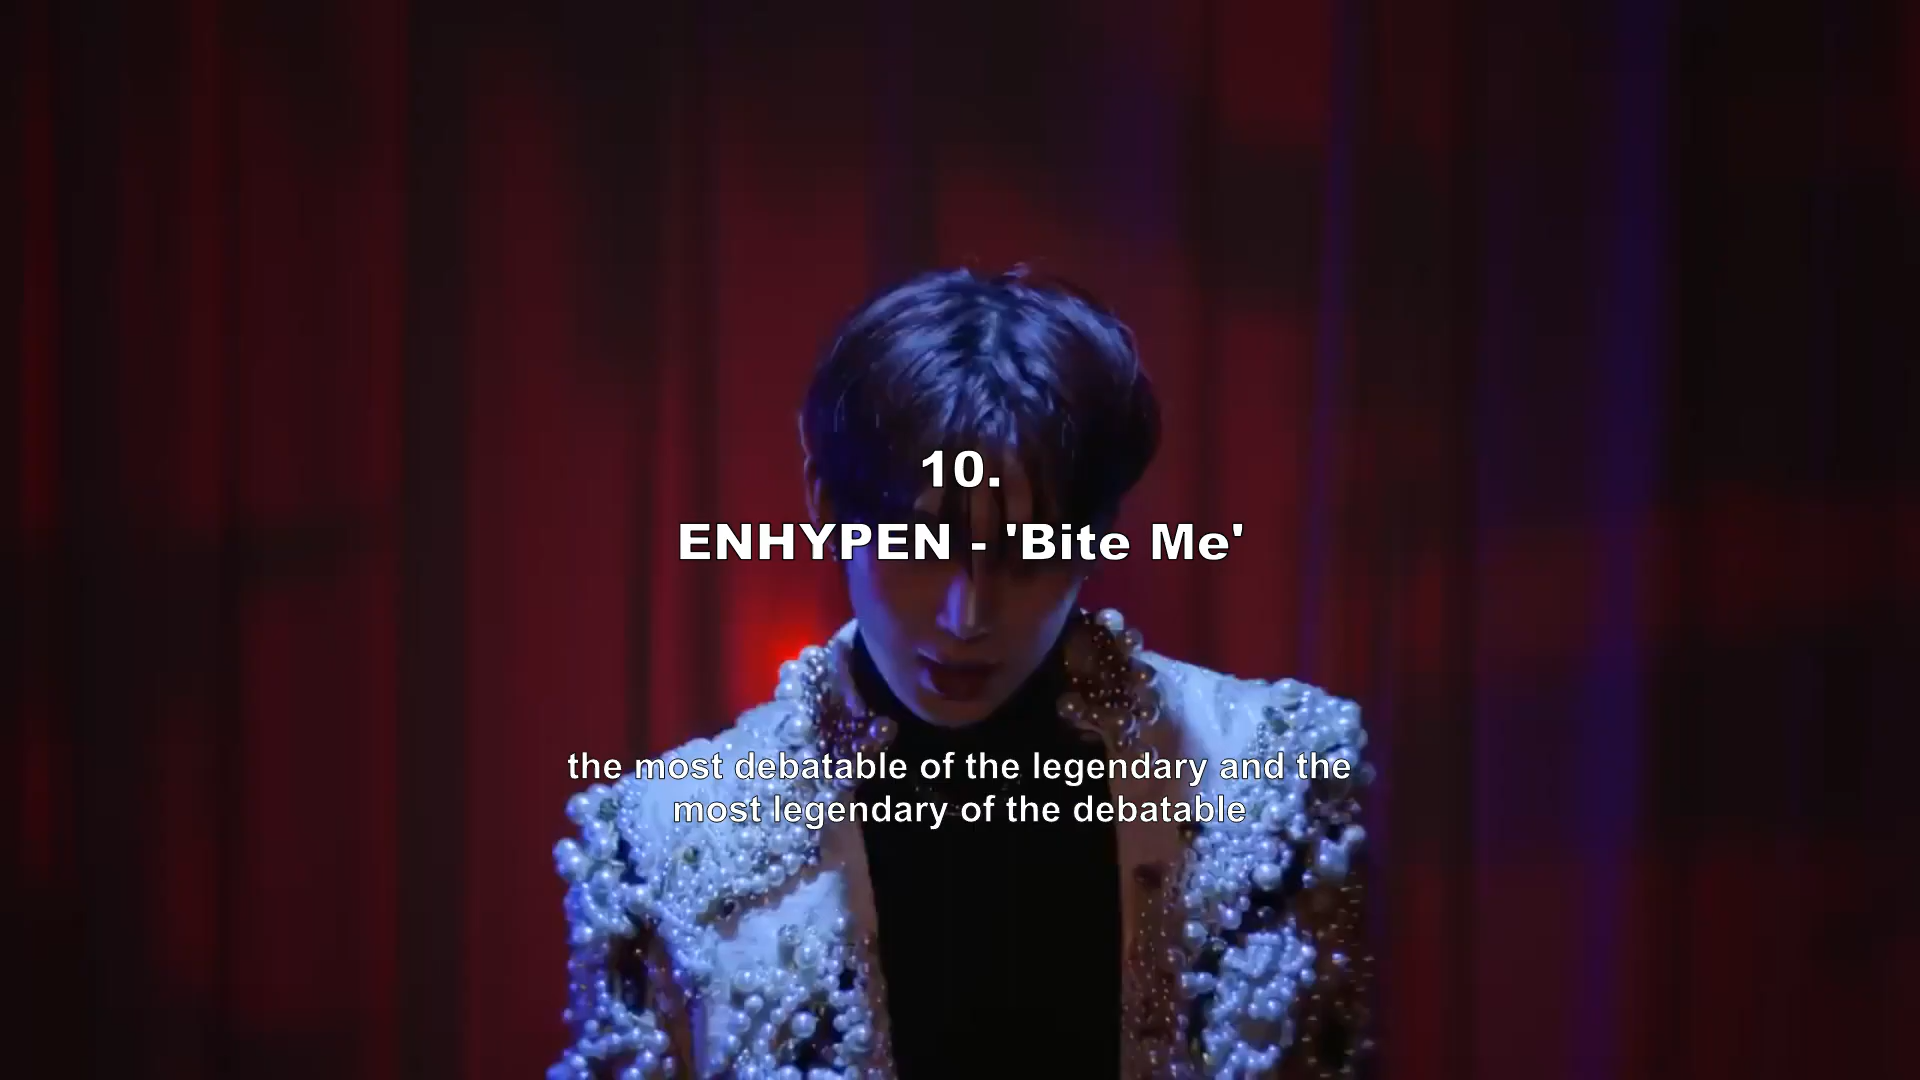 10.
ENHYPEN - 'Bite Me'
the most debatable of the legendary and the
most legendary of the debatable